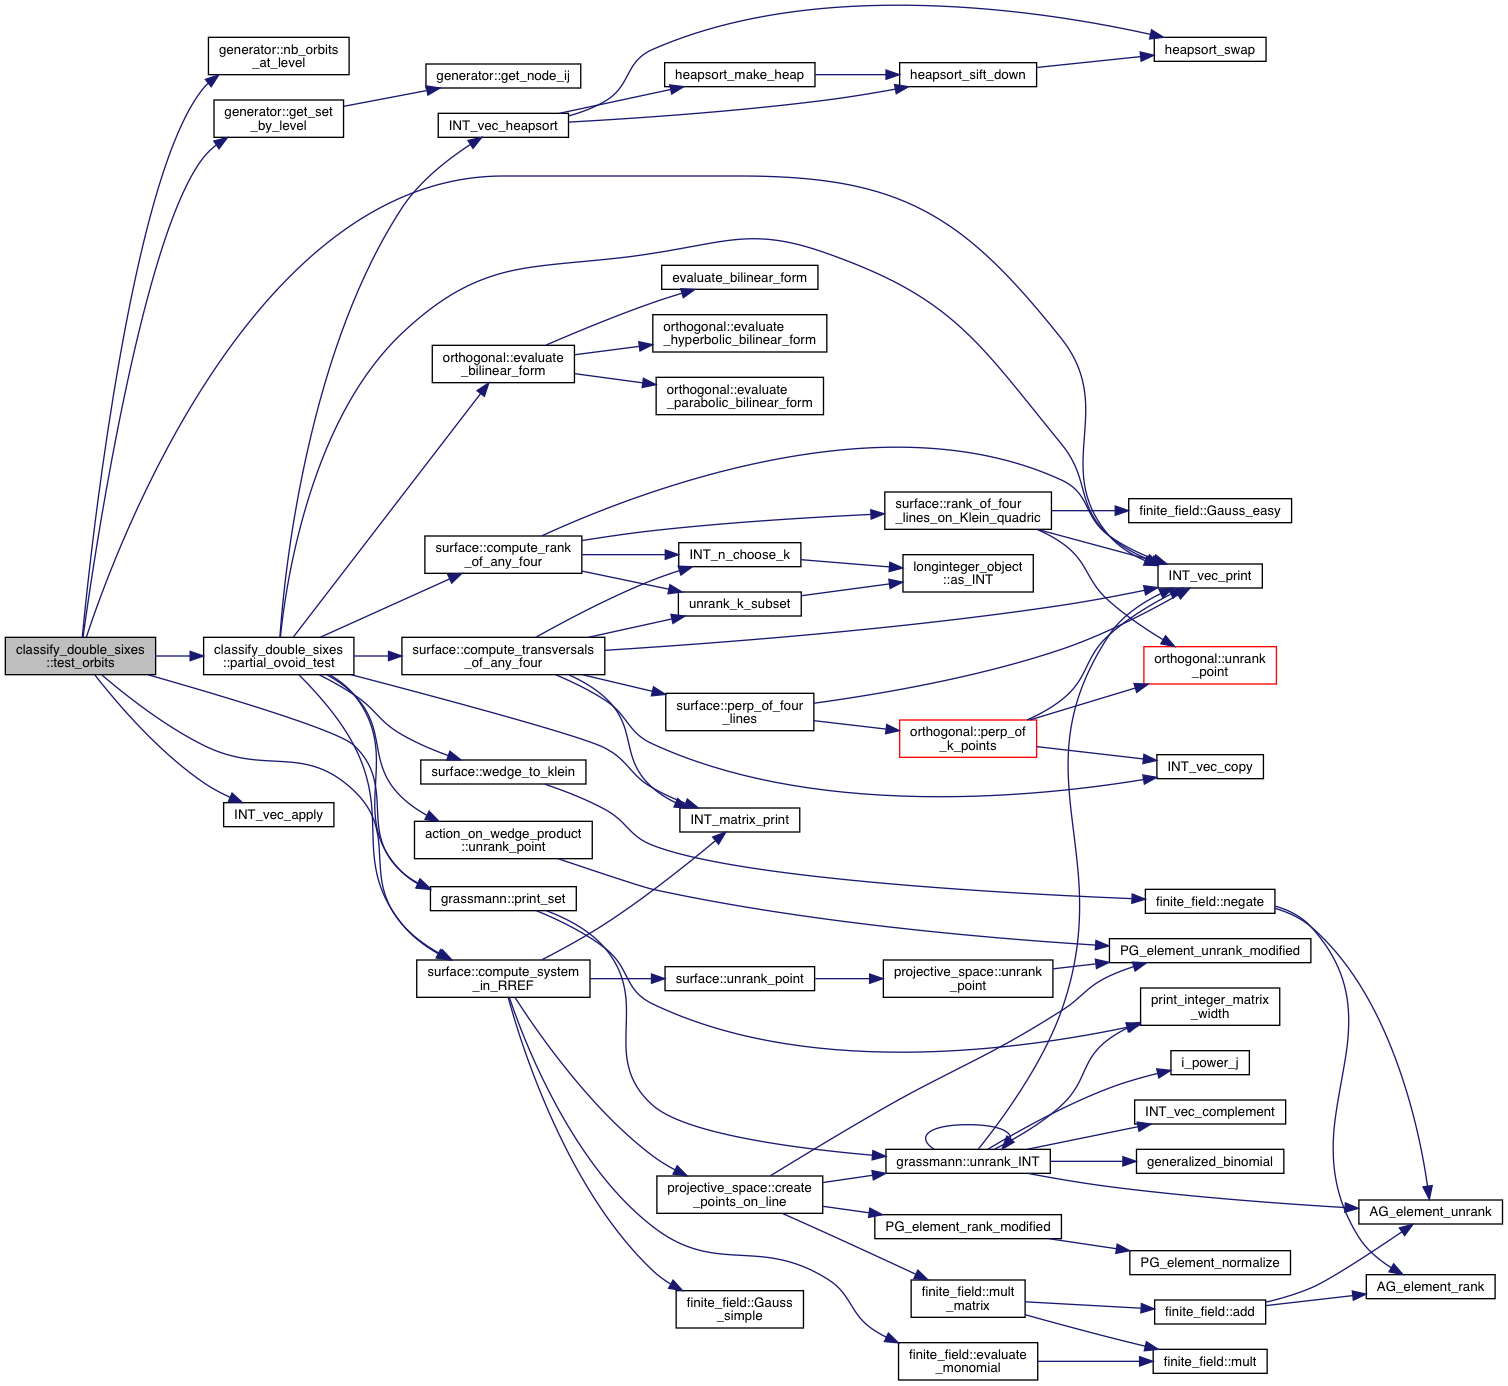 generator::nb_orbits
_at_level
generator::get_node_ij
generator::get_set
_by_level
INT_vec_heapsort
heapsort_make_heap
heapsort_sift_down
heapsort_swap
evaluate_bilinear_form
orthogonal::evaluate
_hyperbolic_bilinear_form
orthogonal::evaluate
_bilinear_form
orthogonal::evaluate
_parabolic_bilinear_form
surface::rank_of_four
_lines_on_Klein_quadric
finite_field::Gauss_easy
surface::compute_rank
_of_any_four
INT_n_choose_k
longinteger_object
::as_INT
INT_vec_print
unrank_k_subset
classify_double_sixes
::test_orbits
classify_double_sixes
::partial_ovoid_test
surface::compute_transversals
_of_any_four
orthogonal::unrank
_point
surface::perp_of_four
_lines
orthogonal::perp_of
_k_points
INT_vec_copy
surface::wedge_to_klein
INT_vec_apply
INT_matrix_print
action_on_wedge_product
::unrank_point
grassmann::print_set
finite_field::negate
PG_element_unrank_modified
surface::compute_system
_in_RREF
surface::unrank_point
projective_space::unrank
_point
print_integer_matrix
_width
i_power_j
INT_vec_complement
grassmann::unrank_INT
generalized_binomial
projective_space::create
_points_on_line
AG_element_unrank
PG_element_rank_modified
PG_element_normalize
AG_element_rank
finite_field::Gauss
_simple
finite_field::mult
_matrix
finite_field::add
finite_field::evaluate
_monomial
finite_field::mult